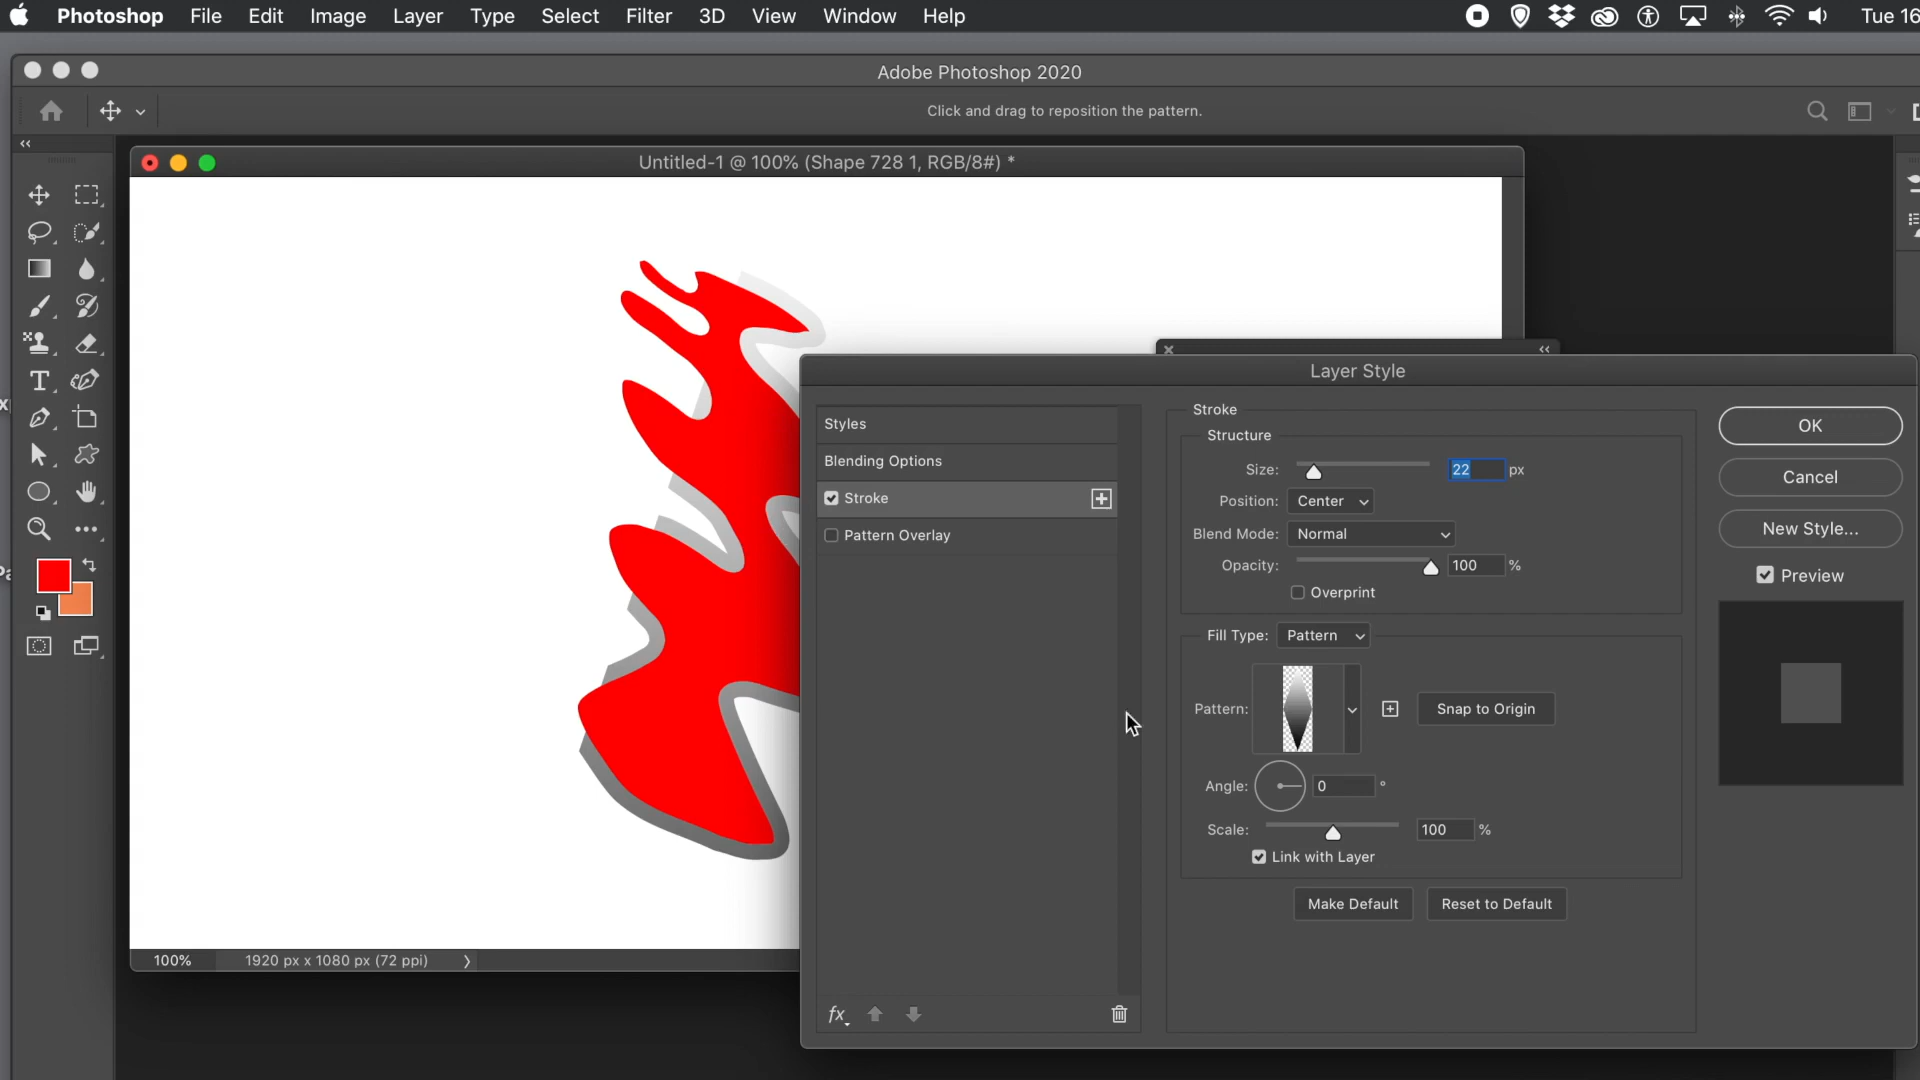 Photoshop File Edit Image Layer Type Select Filter 3D View Window Help Tue 16
Adobe Photoshop 2020
Click and drag to reposition the pattern.
Untitled-1 @ 100% (Shape 728 1, RGB/8#) *
Layer Style
Styles
Blending Options
Stroke
Pattern Overlay
fx
Stroke
Structure
Size: 22 px
Position: Center
Blend Mode: Normal
Opacity: 100 %
Overprint
Fill Type: Pattern
Pattern: Snap to Origin
Angle: 0 °
Scale: 100 %
Link with Layer
Make Default Reset to Default
OK
Cancel
New Style...
Preview
100% 1920 px x 1080 px (72 ppi)